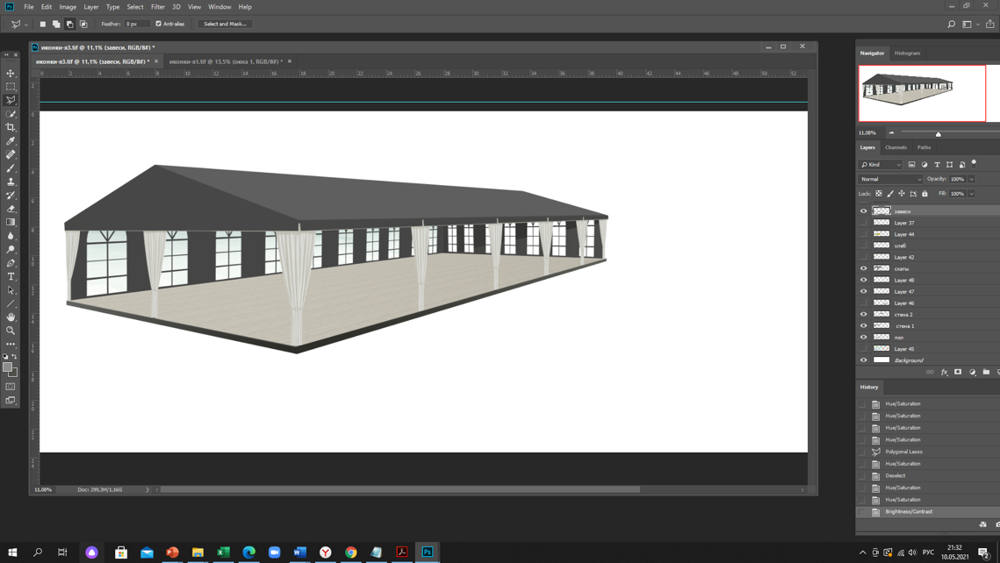 Ps File Edit Image Layer Type Select Filter 3D View Window Help
Feather: 0 px Anti-alias Select and Mask...
иконки-я3.tif @ 11,1% (завеси, RGB/8#) *
иконки-я3.tif @ 11,1% (завеси, RGB/8#) * × иконки-я1.tif @ 13,5% (окна 1, RGB/8#) * ×
0 2 4 6 8 10 12 14 16 18 20 22 24 26 28 30 32 34 36 38 40 42 44 46 48 50 52
11,08% Doc: 299,3M/1,16G
Navigator Histogram
11,08%
Layers Channels Paths
Kind
Normal Opacity: 100%
Lock: Fill: 100%
завеси
Layer 37
Layer 44
хлеб
Layer 42
скаты
Layer 48
Layer 47
Layer 46
стена 2
стена 1
пол
Layer 45
Background
History
Hue/Saturation
Hue/Saturation
Hue/Saturation
Hue/Saturation
Polygonal Lasso
Hue/Saturation
Deselect
Hue/Saturation
Hue/Saturation
Brightness/Contrast
РУС
21:32
10.05.2021
2